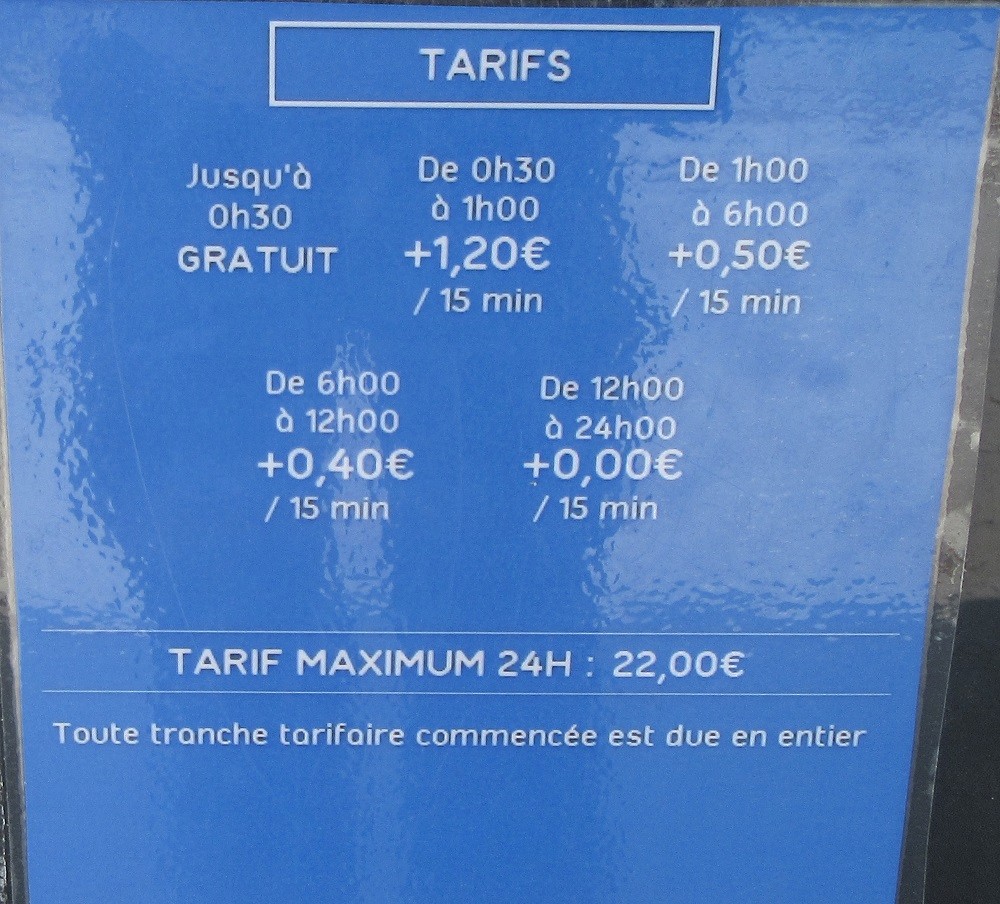 TARIFS
Jusqu'à
0h30
GRATUIT
De 0h30
à 1h00
+1,20€
/ 15 min
De 1h00
à 6h00
+0,50€
/ 15 min
De 6h00
à 12h00
+0,40€
/ 15 min
De 12h00
à 24h00
+0,00€
/ 15 min
TARIF MAXIMUM 24H : 22,00€
Toute tranche tarifaire commencée est due en entier